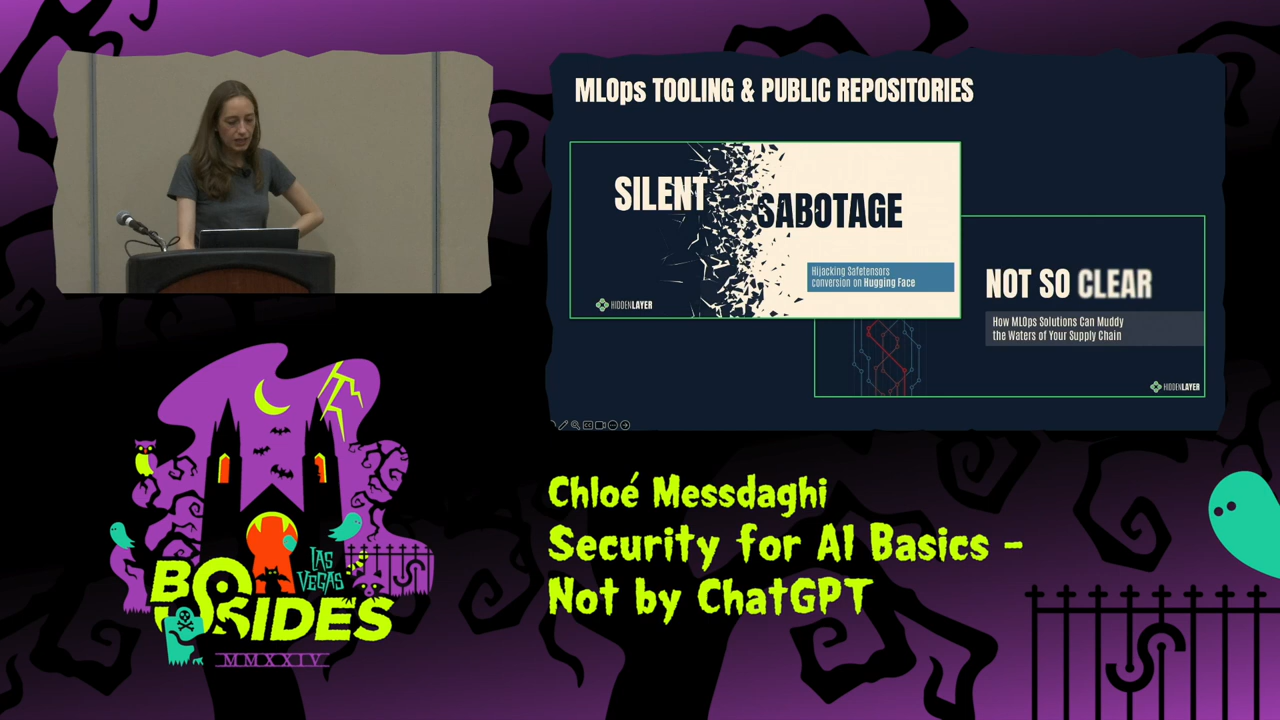 MLOps TOOLING & PUBLIC REPOSITORIES
SILENT
SABOTAGE
Hijacking Safetensors
conversion on Hugging Face
HIDDENLAYER
NOT SO CLEAR
How MLOps Solutions Can Muddy
the Waters of Your Supply Chain
HIDDENLAYER
LAS
VEGAS
BSIDES
MMXXIV
Chloé Messdaghi
Security for AI Basics –
Not by ChatGPT